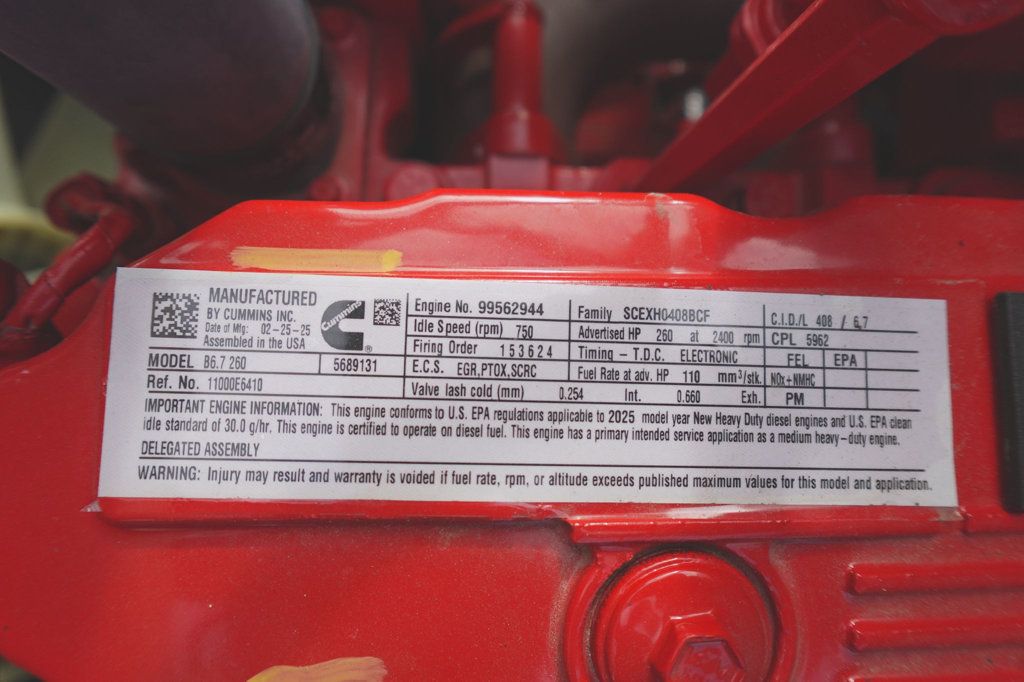 MANUFACTURED
BY CUMMINS INC.
Date of Mfg: 02-25-25
Assembled in the USA
Cummins
®
MODEL B6.7 260 5689131
Ref. No. 11000E6410
Engine No. 99562944
Idle Speed (rpm) 750
Firing Order 1 5 3 6 2 4
E.C.S. EGR,PTOX,SCRC
Valve lash cold (mm) 0.254 Int. 0.660 Exh.
Family SCEXH0408BCF
Advertised HP 260 at 2400 rpm
Timing – T.D.C. ELECTRONIC
Fuel Rate at adv. HP 110 mm³/stk.
C.I.D./L 408 / 6.7
CPL 5962
FEL EPA
NOx+NMHC
PM
IMPORTANT ENGINE INFORMATION: This engine conforms to U.S. EPA regulations applicable to 2025 model year New Heavy Duty diesel engines and U.S. EPA clean
idle standard of 30.0 g/hr. This engine is certified to operate on diesel fuel. This engine has a primary intended service application as a medium heavy-duty engine.
DELEGATED ASSEMBLY
WARNING: Injury may result and warranty is voided if fuel rate, rpm, or altitude exceeds published maximum values for this model and application.